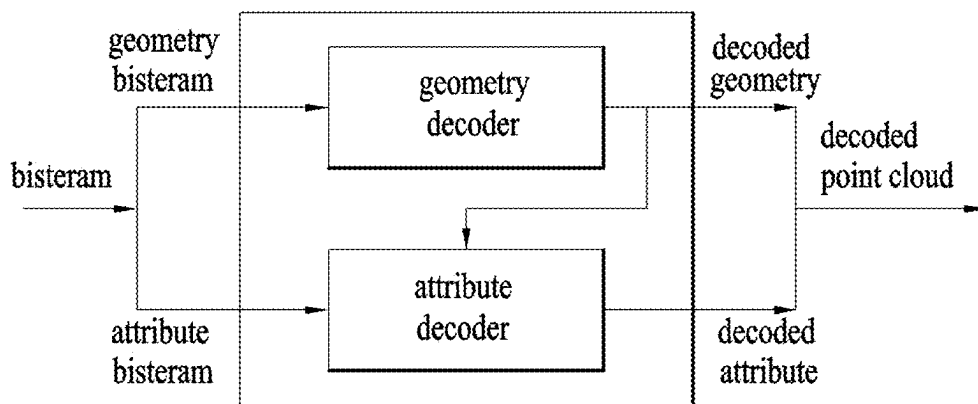 geometry
bisteram
geometry
decoder
decoded
geometry
bisteram
decoded
point cloud
attribute
decoder
attribute
bisteram
decoded
attribute